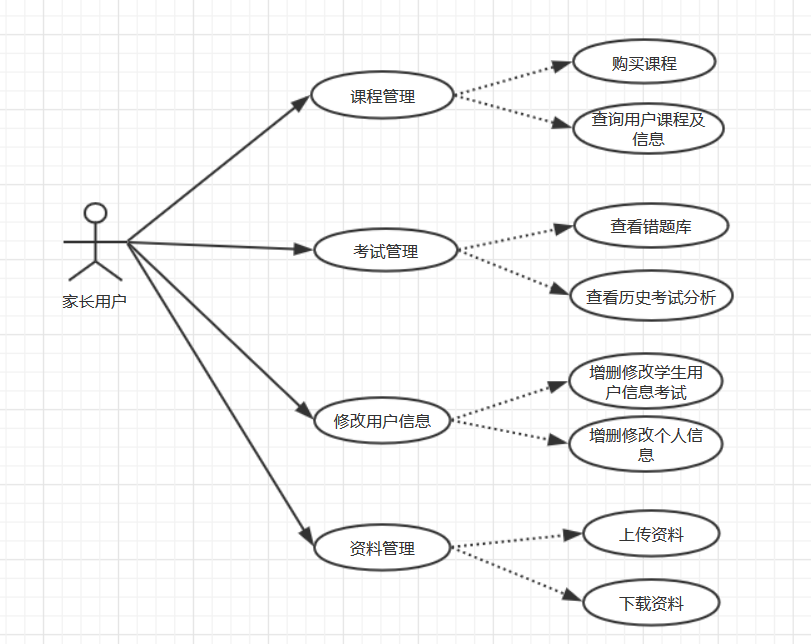 购买课程
课程管理
查询用户课程及
信息
查看错题库
考试管理
查看历史考试分析
家长用户
增删修改学生用
户信息考试
修改用户信息
增删修改个人信
息
上传资料
资料管理
下载资料